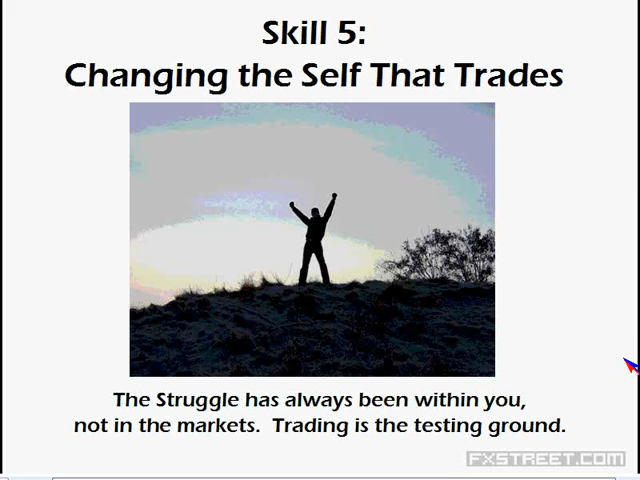 Skill 5:
Changing the Self That Trades
The Struggle has always been within you,
not in the markets.  Trading is the testing ground.
FXSTREET.COM